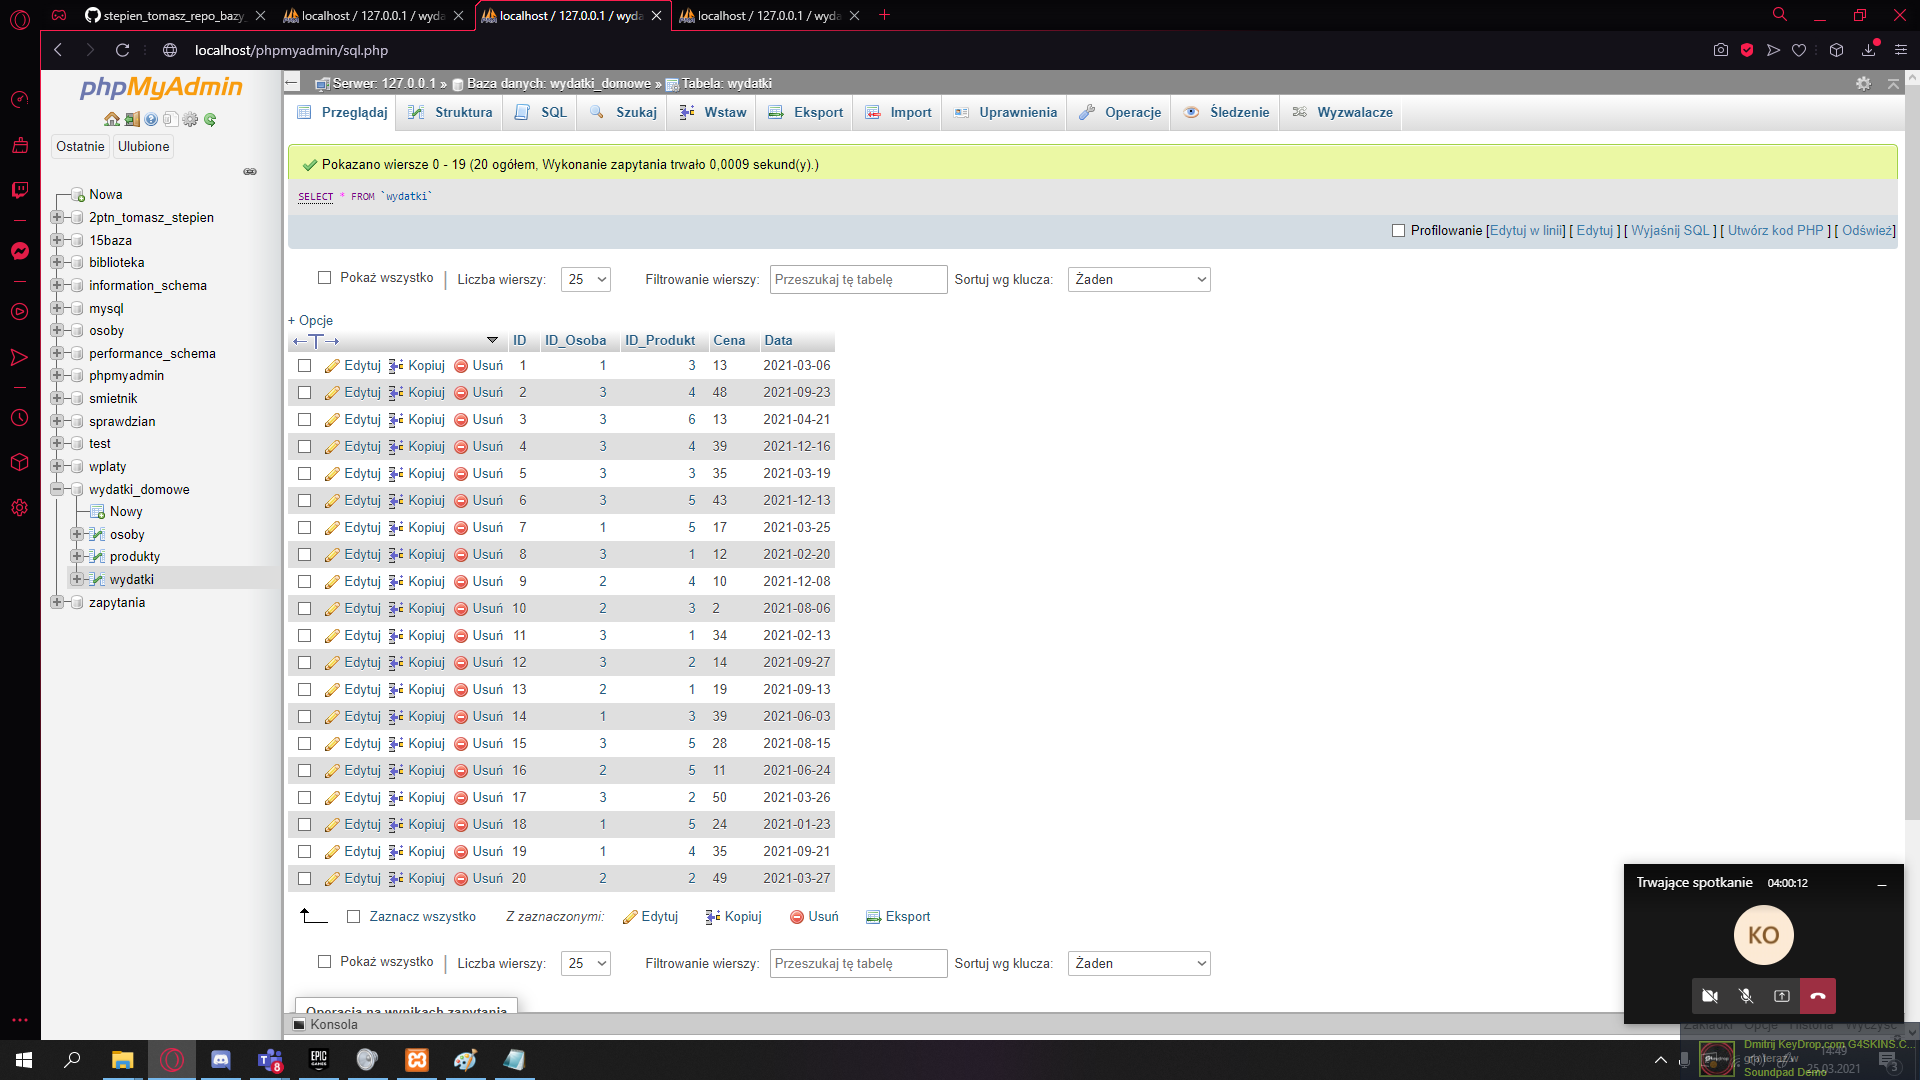 stepien_tomasz_repo_bazy_
localhost / 127.0.0.1 / wyda
localhost / 127.0.0.1 / wyda
localhost / 127.0.0.1 / wyda
localhost/phpmyadmin/sql.php
phpMyAdmin
Ostatnie Ulubione
Nowa
2ptn_tomasz_stepien
15baza
biblioteka
information_schema
mysql
osoby
performance_schema
phpmyadmin
smietnik
sprawdzian
test
wplaty
wydatki_domowe
Nowy
osoby
produkty
wydatki
zapytania
Serwer: 127.0.0.1 » Baza danych: wydatki_domowe » Tabela: wydatki
Przeglądaj Struktura SQL Szukaj Wstaw Eksport Import Uprawnienia Operacje Śledzenie Wyzwalacze
Pokazano wiersze 0 - 19 (20 ogółem, Wykonanie zapytania trwało 0,0009 sekund(y).)
SELECT * FROM `wydatki`
Profilowanie [Edytuj w linii] [ Edytuj ] [ Wyjaśnij SQL ] [ Utwórz kod PHP ] [ Odśwież]
Pokaż wszystko | Liczba wierszy: 25 Filtrowanie wierszy: Przeszukaj tę tabelę Sortuj wg klucza: Żaden
+ Opcje
←T→ ID ID_Osoba ID_Produkt Cena Data
Edytuj Kopiuj Usuń 1 1 3 13 2021-03-06
Edytuj Kopiuj Usuń 2 3 4 48 2021-09-23
Edytuj Kopiuj Usuń 3 3 6 13 2021-04-21
Edytuj Kopiuj Usuń 4 3 4 39 2021-12-16
Edytuj Kopiuj Usuń 5 3 3 35 2021-03-19
Edytuj Kopiuj Usuń 6 3 5 43 2021-12-13
Edytuj Kopiuj Usuń 7 1 5 17 2021-03-25
Edytuj Kopiuj Usuń 8 3 1 12 2021-02-20
Edytuj Kopiuj Usuń 9 2 4 10 2021-12-08
Edytuj Kopiuj Usuń 10 2 3 2 2021-08-06
Edytuj Kopiuj Usuń 11 3 1 34 2021-02-13
Edytuj Kopiuj Usuń 12 3 2 14 2021-09-27
Edytuj Kopiuj Usuń 13 2 1 19 2021-09-13
Edytuj Kopiuj Usuń 14 1 3 39 2021-06-03
Edytuj Kopiuj Usuń 15 3 5 28 2021-08-15
Edytuj Kopiuj Usuń 16 2 5 11 2021-06-24
Edytuj Kopiuj Usuń 17 3 2 50 2021-03-26
Edytuj Kopiuj Usuń 18 1 5 24 2021-01-23
Edytuj Kopiuj Usuń 19 1 4 35 2021-09-21
Edytuj Kopiuj Usuń 20 2 2 49 2021-03-27
Zaznacz wszystko Z zaznaczonymi: Edytuj Kopiuj Usuń Eksport
Pokaż wszystko | Liczba wierszy: 25 Filtrowanie wierszy: Przeszukaj tę tabelę Sortuj wg klucza: Żaden
Operacja na wynikach zapytania
Konsola
Trwające spotkanie 04:00:12
KO
Zakładki Opcje Historia Wyczyść
EPIC
8
Dmitrij KeyDrop.com G4SKINS.C...
gra teraz w
Soundpad Demo
14:49
25.03.2021
3